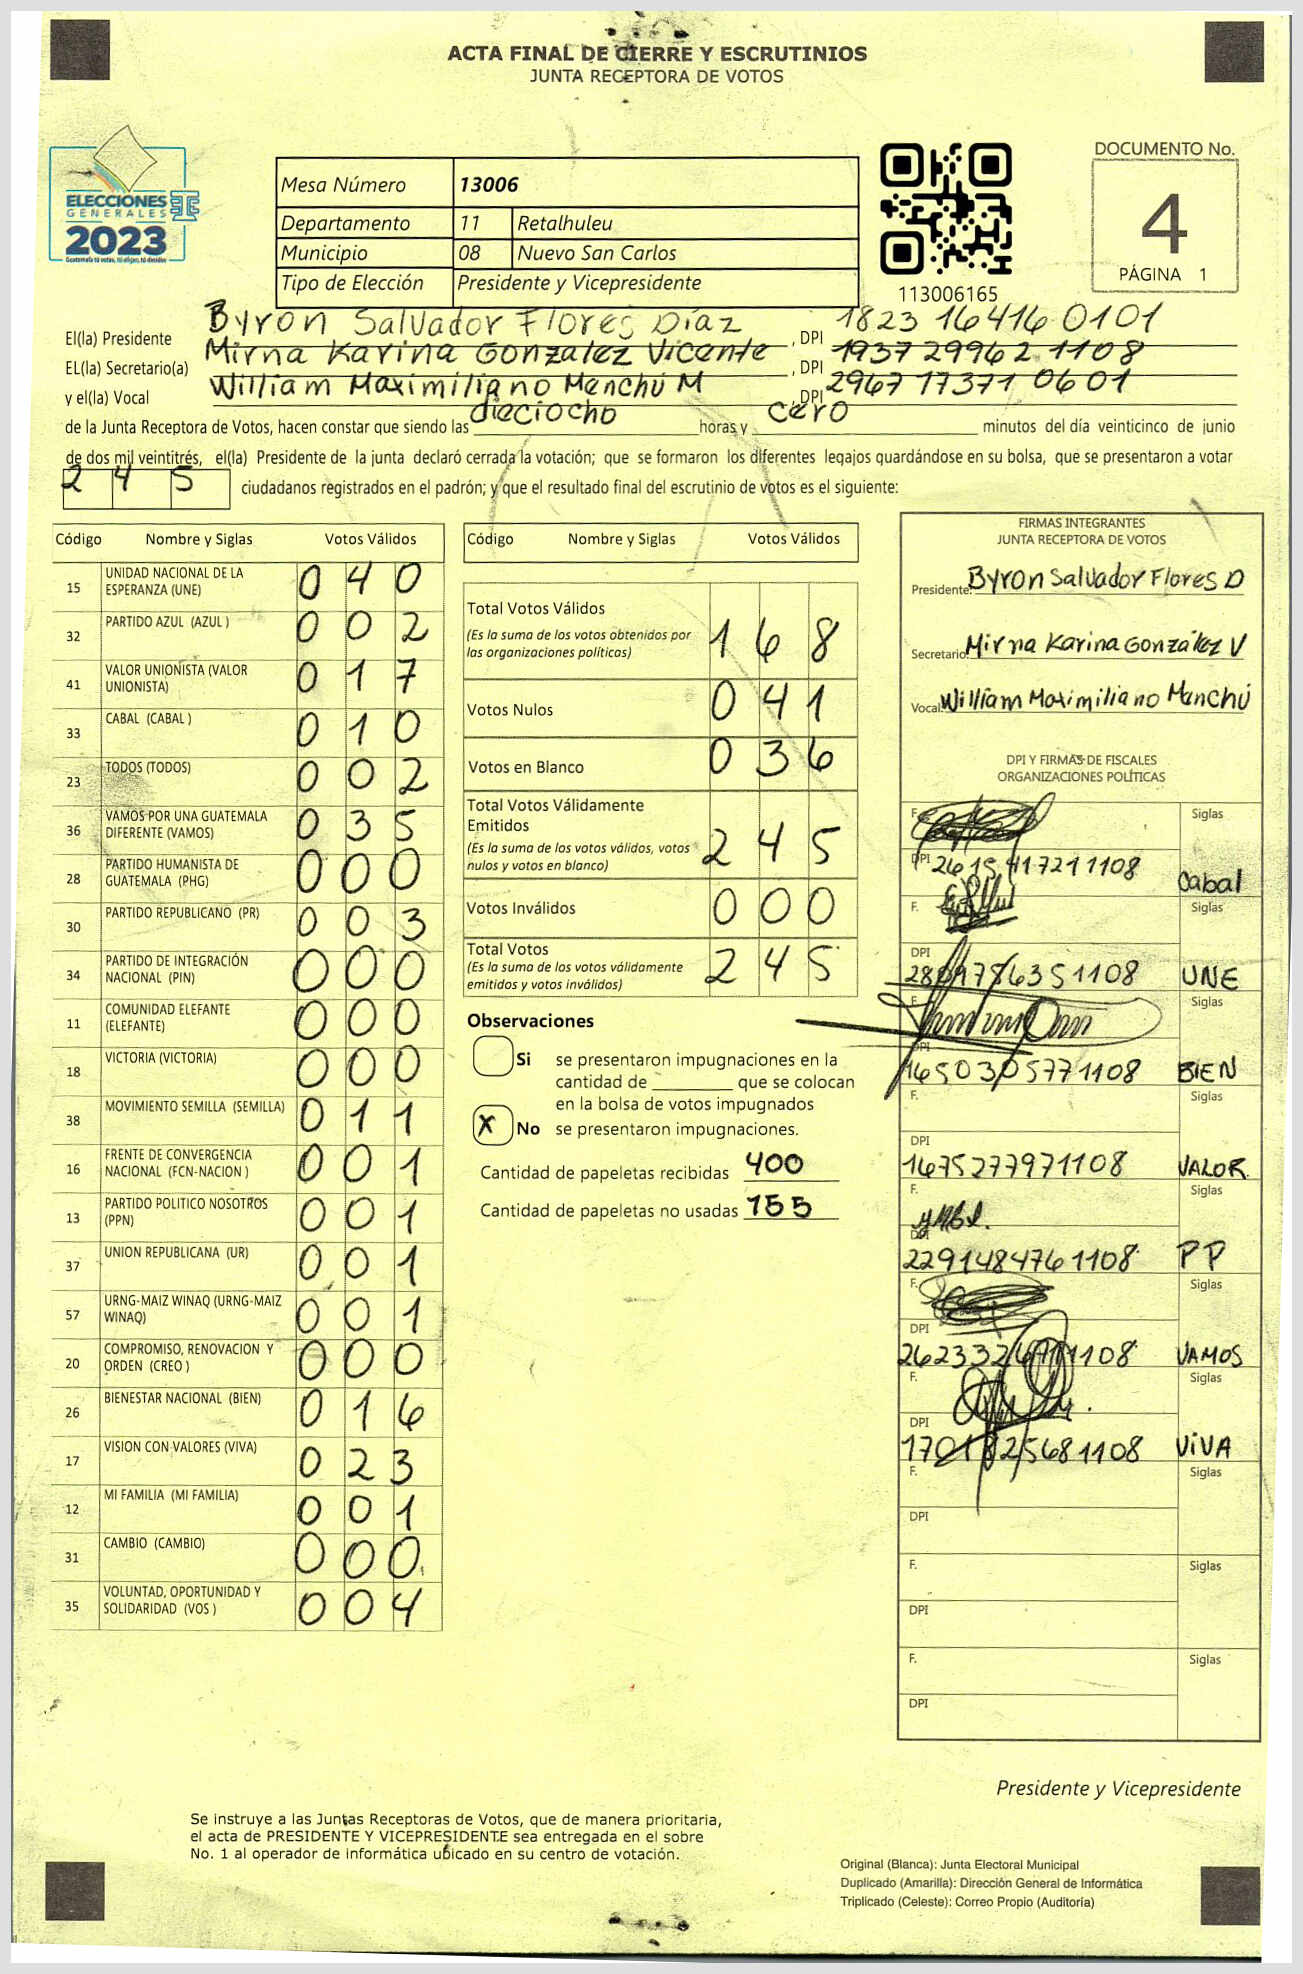 ACTA FINAL DE CIERRE Y ESCRUTINIOS
JUNTA RECEPTORA DE VOTOS
ELECCIONES
GENERALES
2023
Guatemala tú votas, tú eliges, tú decides
Mesa Número 13006
Departamento 11 Retalhuleu
Municipio 08 Nuevo San Carlos
Tipo de Elección Presidente y Vicepresidente
113006165
DOCUMENTO No.
4
PÁGINA 1
El(la) Presidente Byron Salvador Flores Díaz , DPI 1823 16416 0101
EL(la) Secretario(a) Mirna Karina Gonzalez Vicente , DPI 1937 29962 1108
y el(la) Vocal William Maximiliano Menchú M , DPI 2967 17371 0601
de la Junta Receptora de Votos, hacen constar que siendo las dieciocho horas y cero minutos del día veinticinco de junio
de dos mil veintitrés, el(la) Presidente de la junta declaró cerrada la votación; que se formaron los diferentes legajos quardándose en su bolsa, que se presentaron a votar
2 4 5 ciudadanos registrados en el padrón; y que el resultado final del escrutinio de votos es el siguiente:
Código Nombre y Siglas Votos Válidos
15 UNIDAD NACIONAL DE LA ESPERANZA (UNE) 0 4 0
32 PARTIDO AZUL (AZUL ) 0 0 2
41 VALOR UNIONISTA (VALOR UNIONISTA) 0 1 7
33 CABAL (CABAL ) 0 1 0
23 TODOS (TODOS) 0 0 2
36 VAMOS POR UNA GUATEMALA DIFERENTE (VAMOS) 0 3 5
28 PARTIDO HUMANISTA DE GUATEMALA (PHG) 0 0 0
30 PARTIDO REPUBLICANO (PR) 0 0 3
34 PARTIDO DE INTEGRACIÓN NACIONAL (PIN) 0 0 0
11 COMUNIDAD ELEFANTE (ELEFANTE) 0 0 0
18 VICTORIA (VICTORIA) 0 0 0
38 MOVIMIENTO SEMILLA (SEMILLA) 0 1 1
16 FRENTE DE CONVERGENCIA NACIONAL (FCN-NACION ) 0 0 1
13 PARTIDO POLITICO NOSOTROS (PPN) 0 0 1
37 UNION REPUBLICANA (UR) 0 0 1
57 URNG-MAIZ WINAQ (URNG-MAIZ WINAQ) 0 0 1
20 COMPROMISO, RENOVACION Y ORDEN (CREO ) 0 0 0
26 BIENESTAR NACIONAL (BIEN) 0 1 6
17 VISION CON VALORES (VIVA) 0 2 3
12 MI FAMILIA (MI FAMILIA) 0 0 1
31 CAMBIO (CAMBIO) 0 0 0
35 VOLUNTAD, OPORTUNIDAD Y SOLIDARIDAD (VOS ) 0 0 4
Código Nombre y Siglas Votos Válidos
Total Votos Válidos 1 6 8
(Es la suma de los votos obtenidos por
las organizaciones políticas)
Votos Nulos 0 4 1
Votos en Blanco 0 3 6
Total Votos Válidamente
Emitidos 2 4 5
(Es la suma de los votos válidos, votos
nulos y votos en blanco)
Votos Inválidos 0 0 0
Total Votos 2 4 5
(Es la suma de los votos válidamente
emitidos y votos inválidos)
Observaciones
Si se presentaron impugnaciones en la
cantidad de ________ que se colocan
en la bolsa de votos impugnados
X No se presentaron impugnaciones.
Cantidad de papeletas recibidas 400
Cantidad de papeletas no usadas 155
FIRMAS INTEGRANTES
JUNTA RECEPTORA DE VOTOS
Presidente: Byron Salvador Flores D
Secretario: Mirna Karina González V
Vocal: William Maximiliano Menchú
DPI Y FIRMAS DE FISCALES
ORGANIZACIONES POLÍTICAS
F. Siglas
DPI 2615 41721 1108 Cabal
F. Siglas
DPI UNE
F. Siglas
DPI BIEN
F. Siglas
DPI 1675277971108 VALOR
F. Siglas
DPI 2291484761108 PP
F. Siglas
DPI VAMOS
F. Siglas
DPI ViVA
F. Siglas
DPI
F. Siglas
DPI
F. Siglas
DPI
Presidente y Vicepresidente
Se instruye a las Juntas Receptoras de Votos, que de manera prioritaria,
el acta de PRESIDENTE Y VICEPRESIDENTE sea entregada en el sobre
No. 1 al operador de informática ubicado en su centro de votación.
Original (Blanca): Junta Electoral Municipal
Duplicado (Amarilla): Dirección General de Informática
Triplicado (Celeste): Correo Propio (Auditoría)